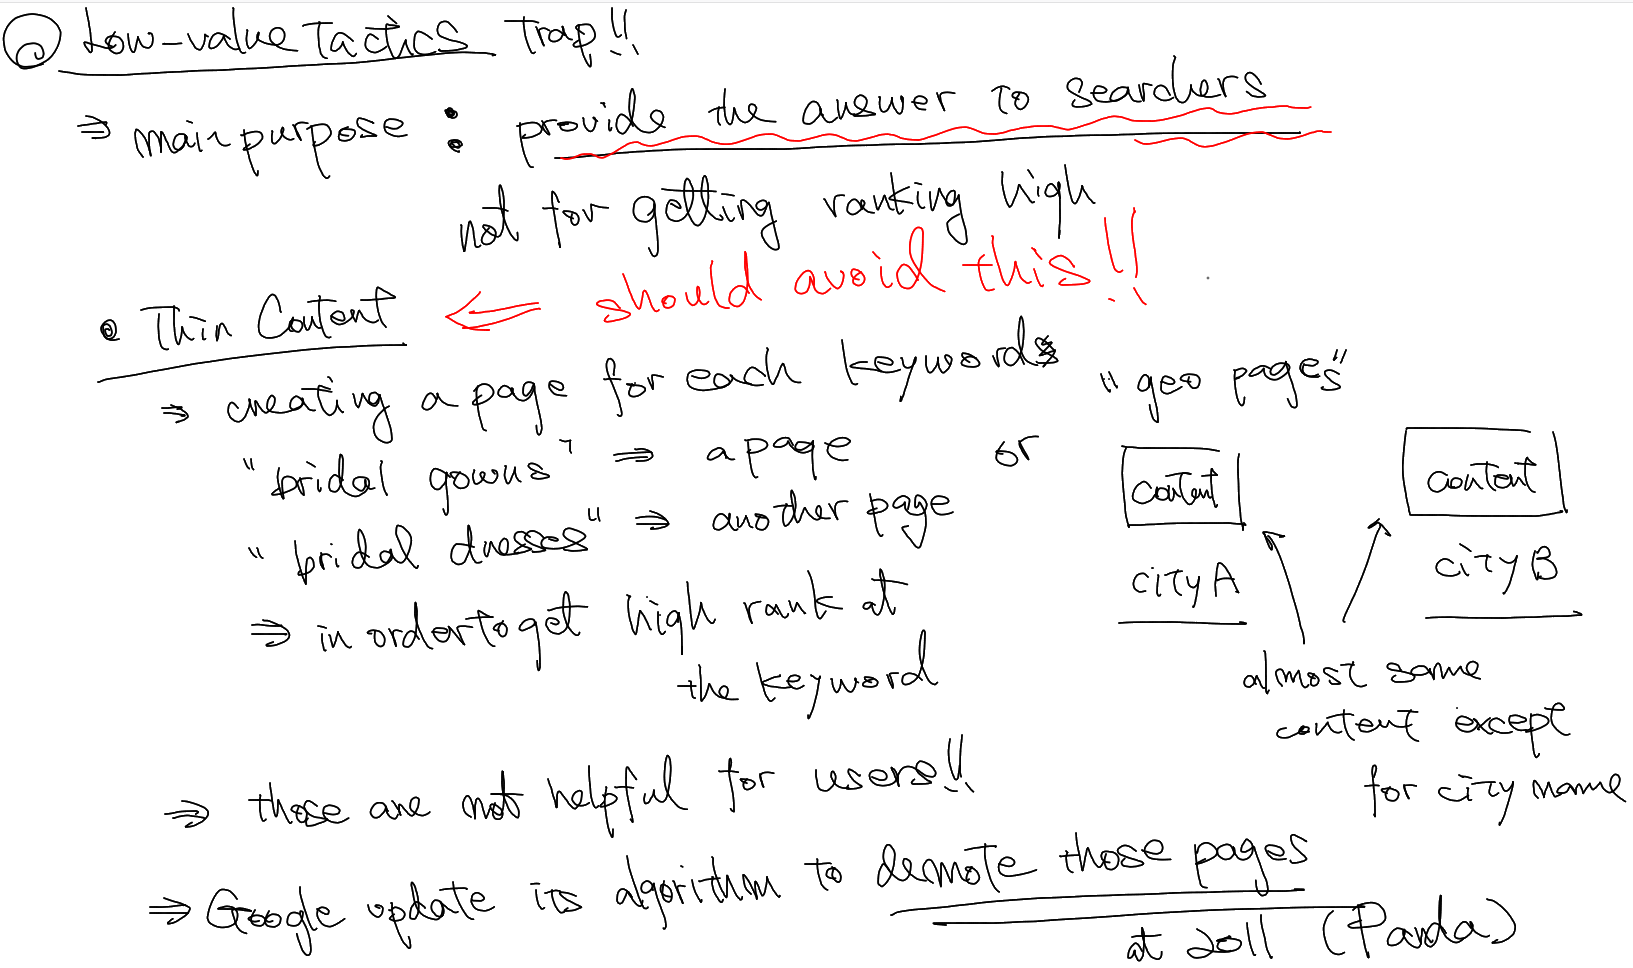 Low-value Tactics Trap!!
⇒ main purpose : provide the answer to searchers
not for getting ranking high
• Thin Content ⇐ should avoid this!!
⇒ creating a page for each keywords
"bridal gowns" ⇒ a page
"bridal dresses" ⇒ another page
⇒ in order to get high rank at
the keyword
or
"geo pages"
content
city A
content
city B
almost same
content except
for city name
⇒ those are not helpful for users!!
⇒ Google update its algorithm to demote those pages
at 2011 (Panda)